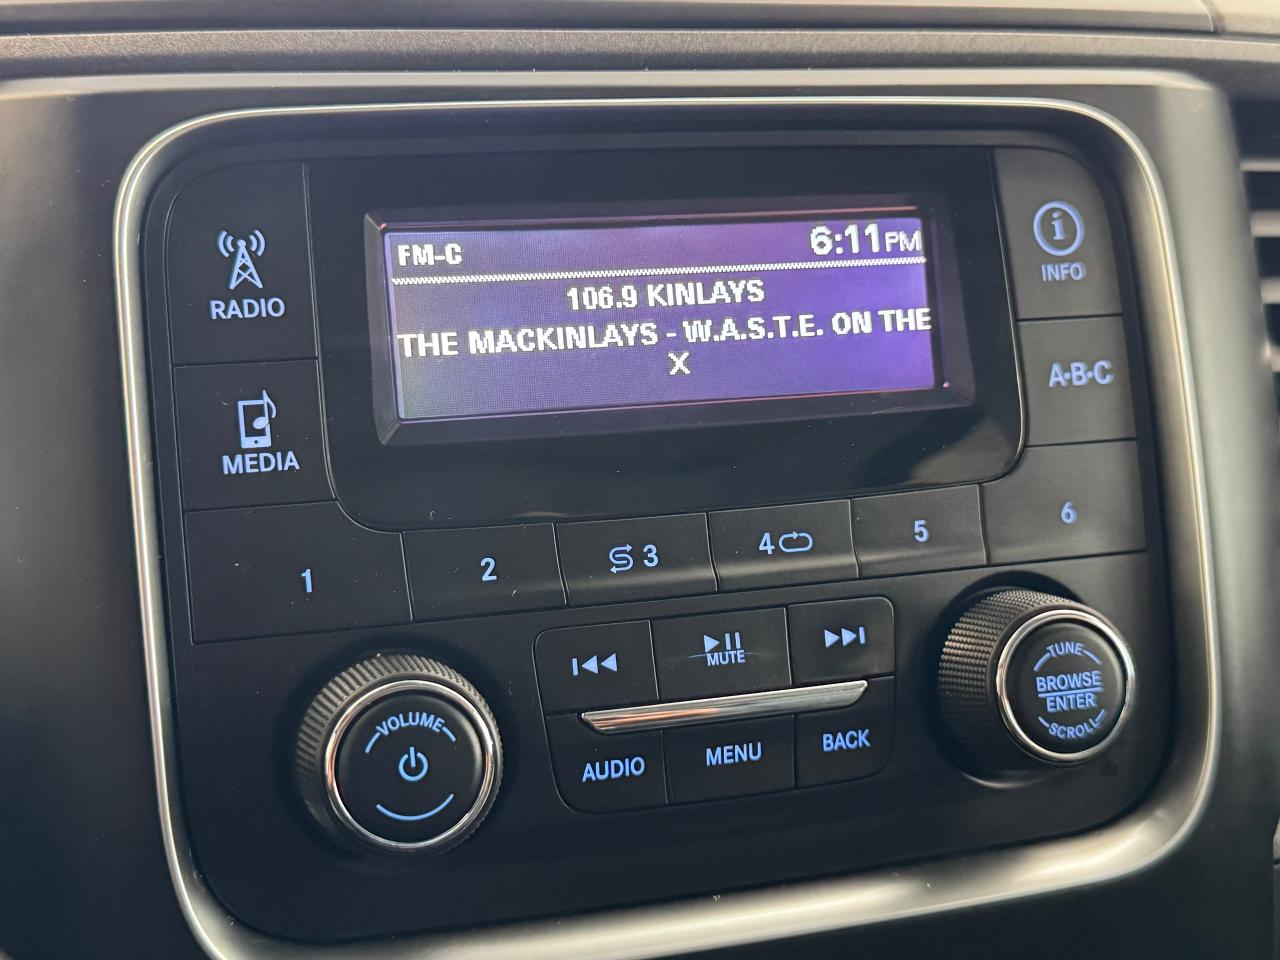 FM-C 6:11PM
106.9 KINLAYS
THE MACKINLAYS - W.A.S.T.E. ON THE
X
RADIO
INFO
MEDIA
A·B·C
1 2 3 4 5 6
MUTE
VOLUME
AUDIO MENU BACK
TUNE
BROWSE
ENTER
SCROLL